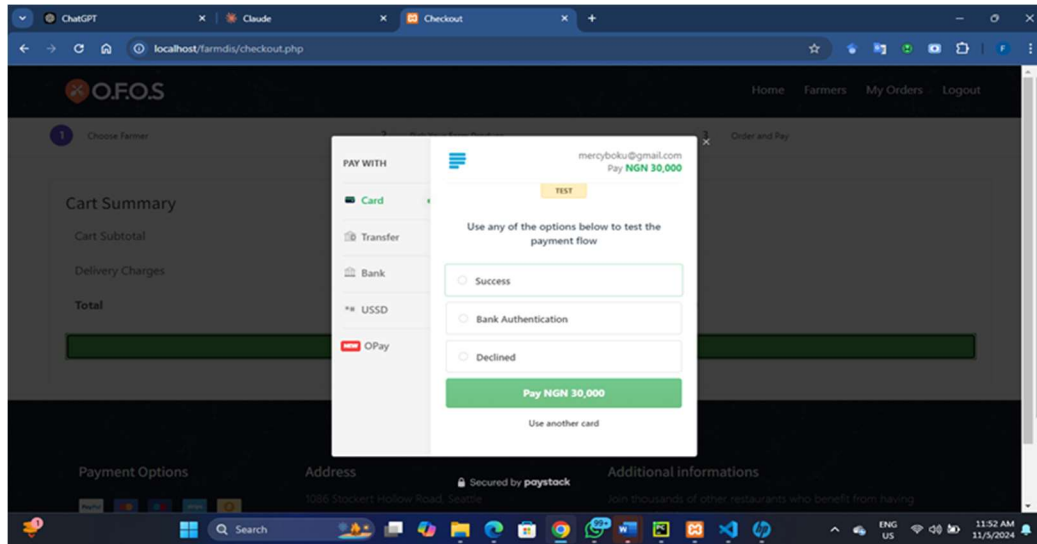 ChatGPT
Claude
Checkout
localhost/farmdis/checkout.php
O.F.O.S
Home Farmers My Orders Logout
1 Choose Farmer
3 Order and Pay
Cart Summary
Cart Subtotal
Delivery Charges
Total
PAY WITH
Card
Transfer
Bank
*# USSD
NEW OPay
mercyboku@gmail.com
Pay NGN 30,000
TEST
Use any of the options below to test the
payment flow
Success
Bank Authentication
Declined
Pay NGN 30,000
Use another card
Secured by paystack
Payment Options
Address
1086 Stockert Hollow Road, Seattle
Additional informations
Join thousands of other restaurants who benefit from having
Search
99+
ENG
US
11:52 AM
11/5/2024